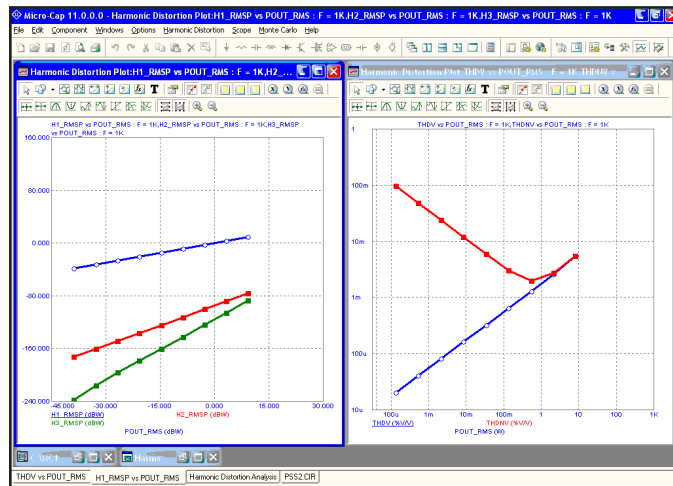 Micro-Cap 11.0.0.0 - Harmonic Distortion Plot:H1_RMSP vs POUT_RMS : F = 1K,H2_RMSP vs POUT_RMS : F = 1K,H3_RMSP vs POUT_RMS : F = 1K
File Edit Component Windows Options Harmonic Distortion Scope Monte Carlo Help
Harmonic Distortion Plot:H1_RMSP vs POUT_RMS : F = 1K,H2_...
Harmonic Distortion Plot THDV vs POUT_RMS : F = 1K THDNV v
H1_RMSP vs POUT_RMS : F = 1K,H2_RMSP vs POUT_RMS : F = 1K,H3_RMSP
vs POUT_RMS : F = 1K
160.000
80.000
0.000
-80.000
-160.000
-240.000
-45.000 -30.000 -15.000 0.000 15.000 30.000
H1_RMSP (dBW) H2_RMSP (dBW)
H3_RMSP (dBW)
POUT_RMS (dBW)
THDV vs POUT_RMS : F = 1K,THDNV vs POUT_RMS : F = 1K
1
100m
10m
1m
100u
10u
100u 1m 10m 100m 1 10 100 1K
THDV (%V/V) THDNV (%V/V)
POUT_RMS (W)
THDV vs POUT_RMS H1_RMSP vs POUT_RMS Harmonic Distortion Analysis PSS2.CIR